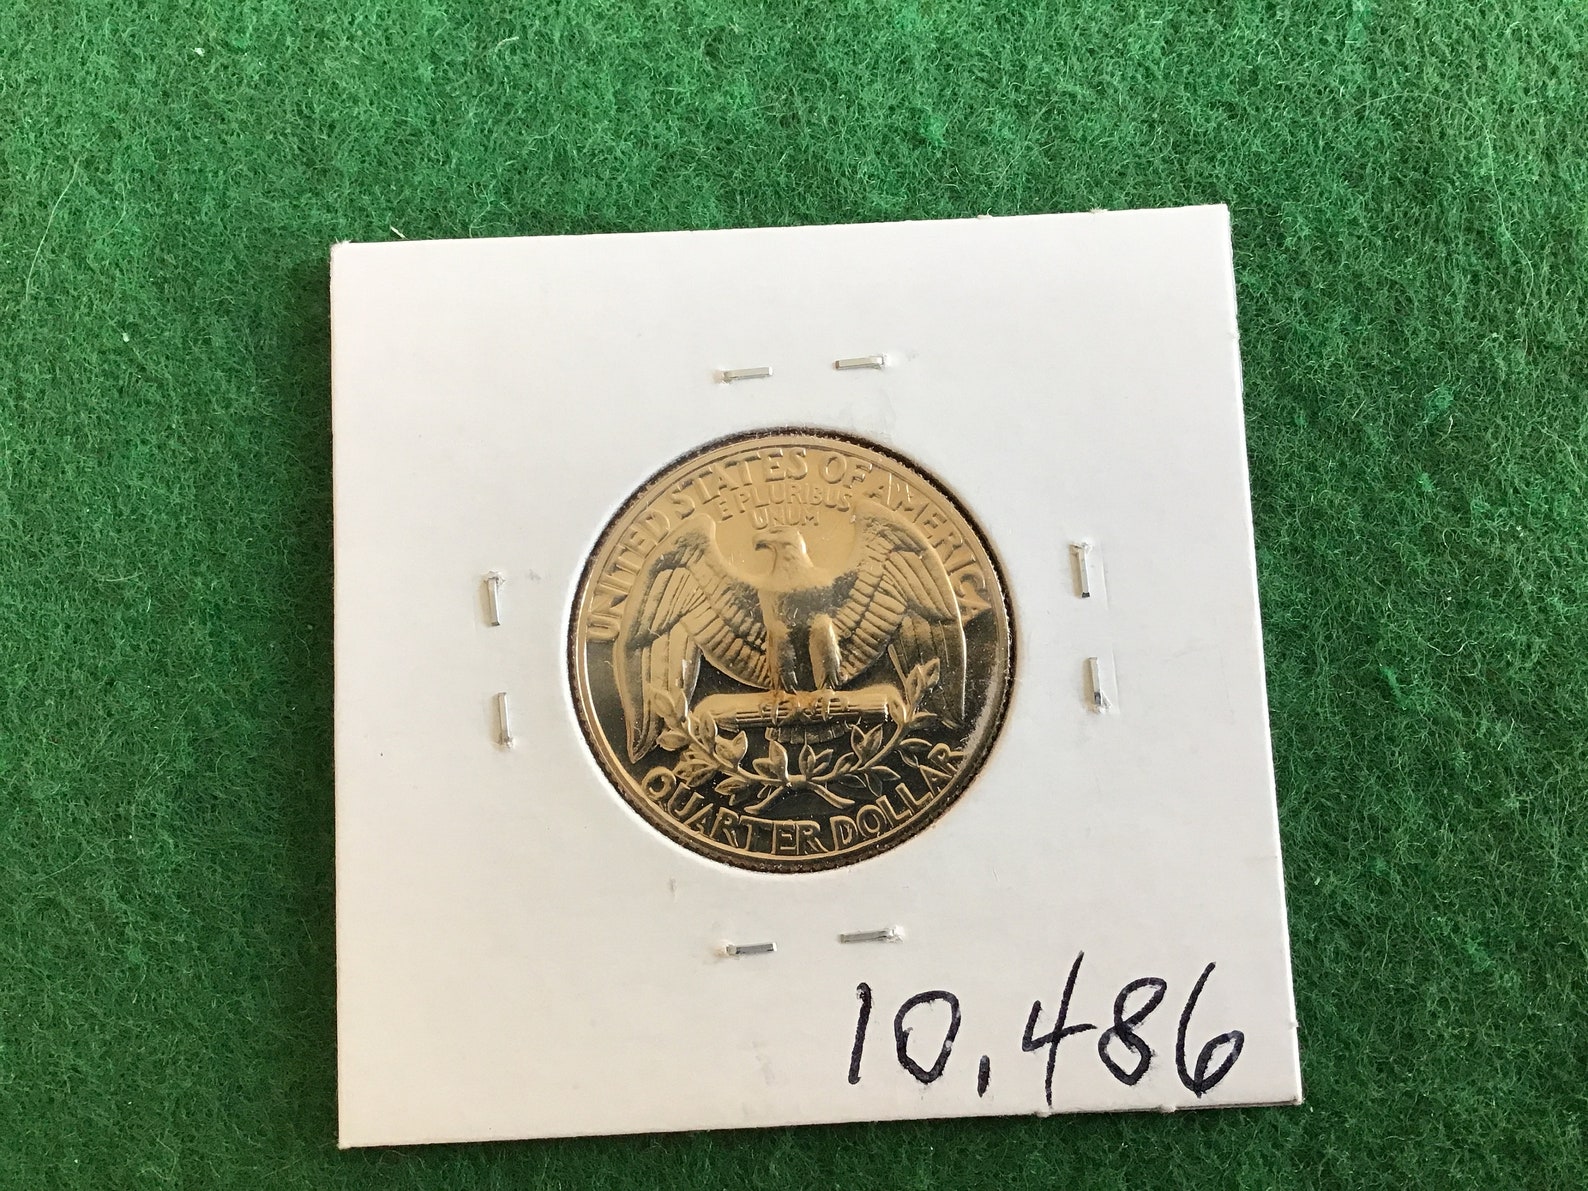 UNITED STATES OF AMERICA
E PLURIBUS
UNUM
QUARTER DOLLAR
10,486